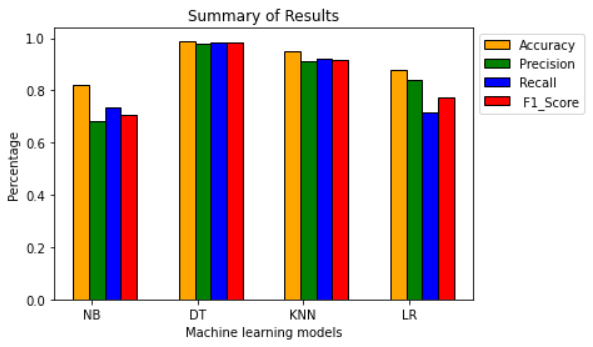 Summary of Results
1.0
0.8
0.6
0.4
0.2
0.0
Percentage
NB DT KNN LR
Machine learning models
Accuracy
Precision
Recall
F1_Score